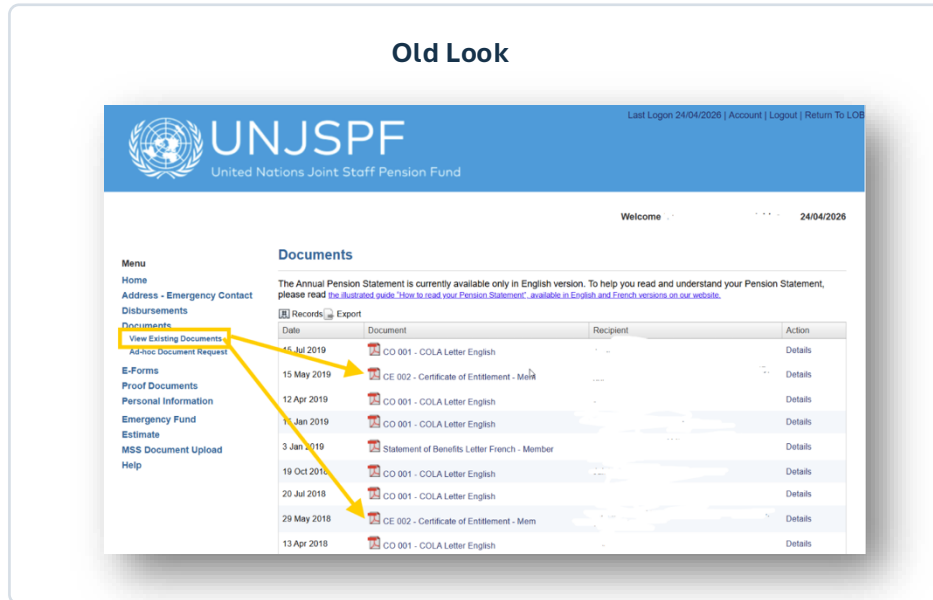 Old Look
Last Logon 24/04/2026 | Account | Logout | Return To LOB
UNJSPF
United Nations Joint Staff Pension Fund
Welcome 24/04/2026
Menu
Home
Address - Emergency Contact
Disbursements
Documents
View Existing Documents
Ad-hoc Document Request
E-Forms
Proof Documents
Personal Information
Emergency Fund
Estimate
MSS Document Upload
Help
Documents
The Annual Pension Statement is currently available only in English version. To help you read and understand your Pension Statement,
please read the illustrated guide "How to read your Pension Statement", available in English and French versions on our website.
Records Export
Date Document Recipient Action
15 Jul 2019 CO 001 - COLA Letter English Details
15 May 2019 CE 002 - Certificate of Entitlement - Mem Details
12 Apr 2019 CO 001 - COLA Letter English Details
Jan 2019 CO 001 - COLA Letter English Details
3 Jan 2019 Statement of Benefits Letter French - Member Details
19 Oct 2018 CO 001 - COLA Letter English Details
20 Jul 2018 CO 001 - COLA Letter English Details
29 May 2018 CE 002 - Certificate of Entitlement - Mem Details
13 Apr 2018 CO 001 - COLA Letter English Details